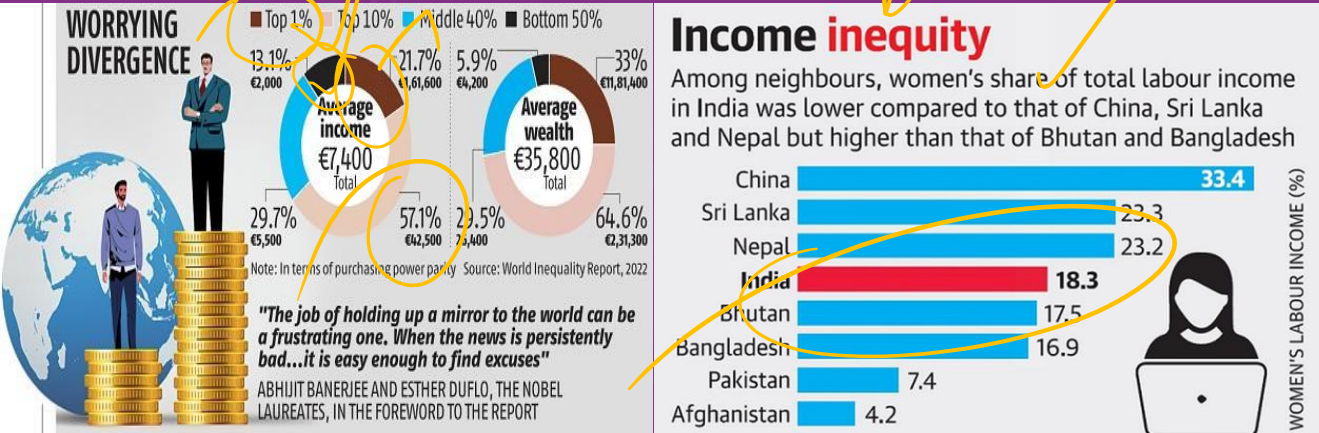 WORRYING
DIVERGENCE
Top 1% Top 10% Middle 40% Bottom 50%
13.1%
€2,000
21.7%
€1,61,600
Average
income
€7,400
Total
29.7%
€5,500
57.1%
€42,500
5.9%
€4,200
33%
€11,81,400
Average
wealth
€35,800
Total
29.5%
64.6%
€2,31,300
Note: In terms of purchasing power parity Source: World Inequality Report, 2022
"The job of holding up a mirror to the world can be
a frustrating one. When the news is persistently
bad...it is easy enough to find excuses"
ABHIJIT BANERJEE AND ESTHER DUFLO, THE NOBEL
LAUREATES, IN THE FOREWORD TO THE REPORT
Income inequity
Among neighbours, women's share of total labour income
in India was lower compared to that of China, Sri Lanka
and Nepal but higher than that of Bhutan and Bangladesh
China 33.4
Sri Lanka 23.3
Nepal 23.2
India 18.3
Bhutan 17.5
Bangladesh 16.9
Pakistan 7.4
Afghanistan 4.2
WOMEN'S LABOUR INCOME (%)